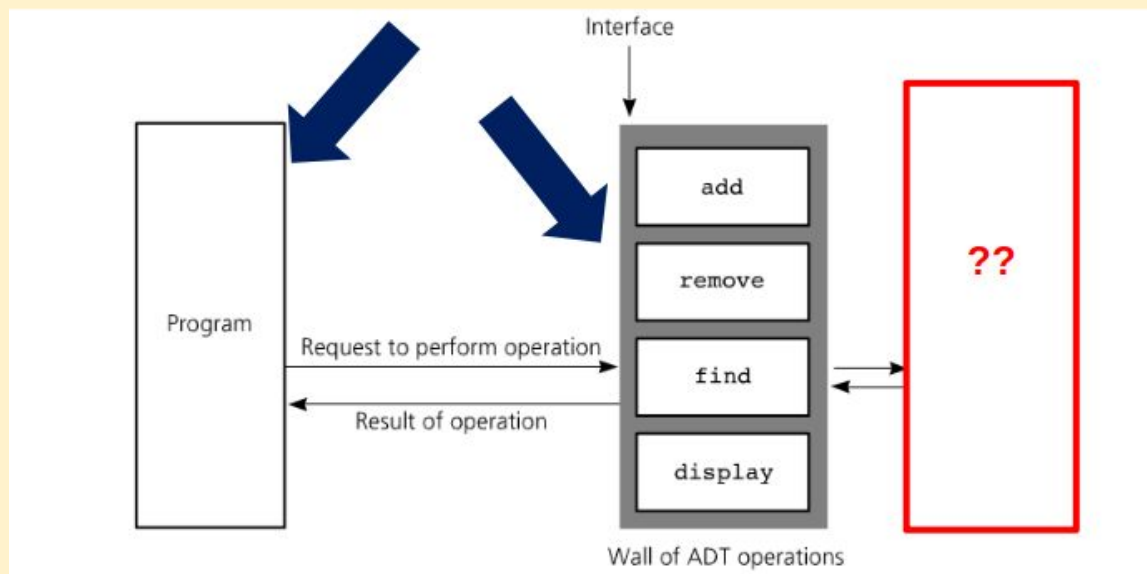 Interface
add
??
remove
Program
Request to perform operation
find
Result of operation
display
Wall of ADT operations